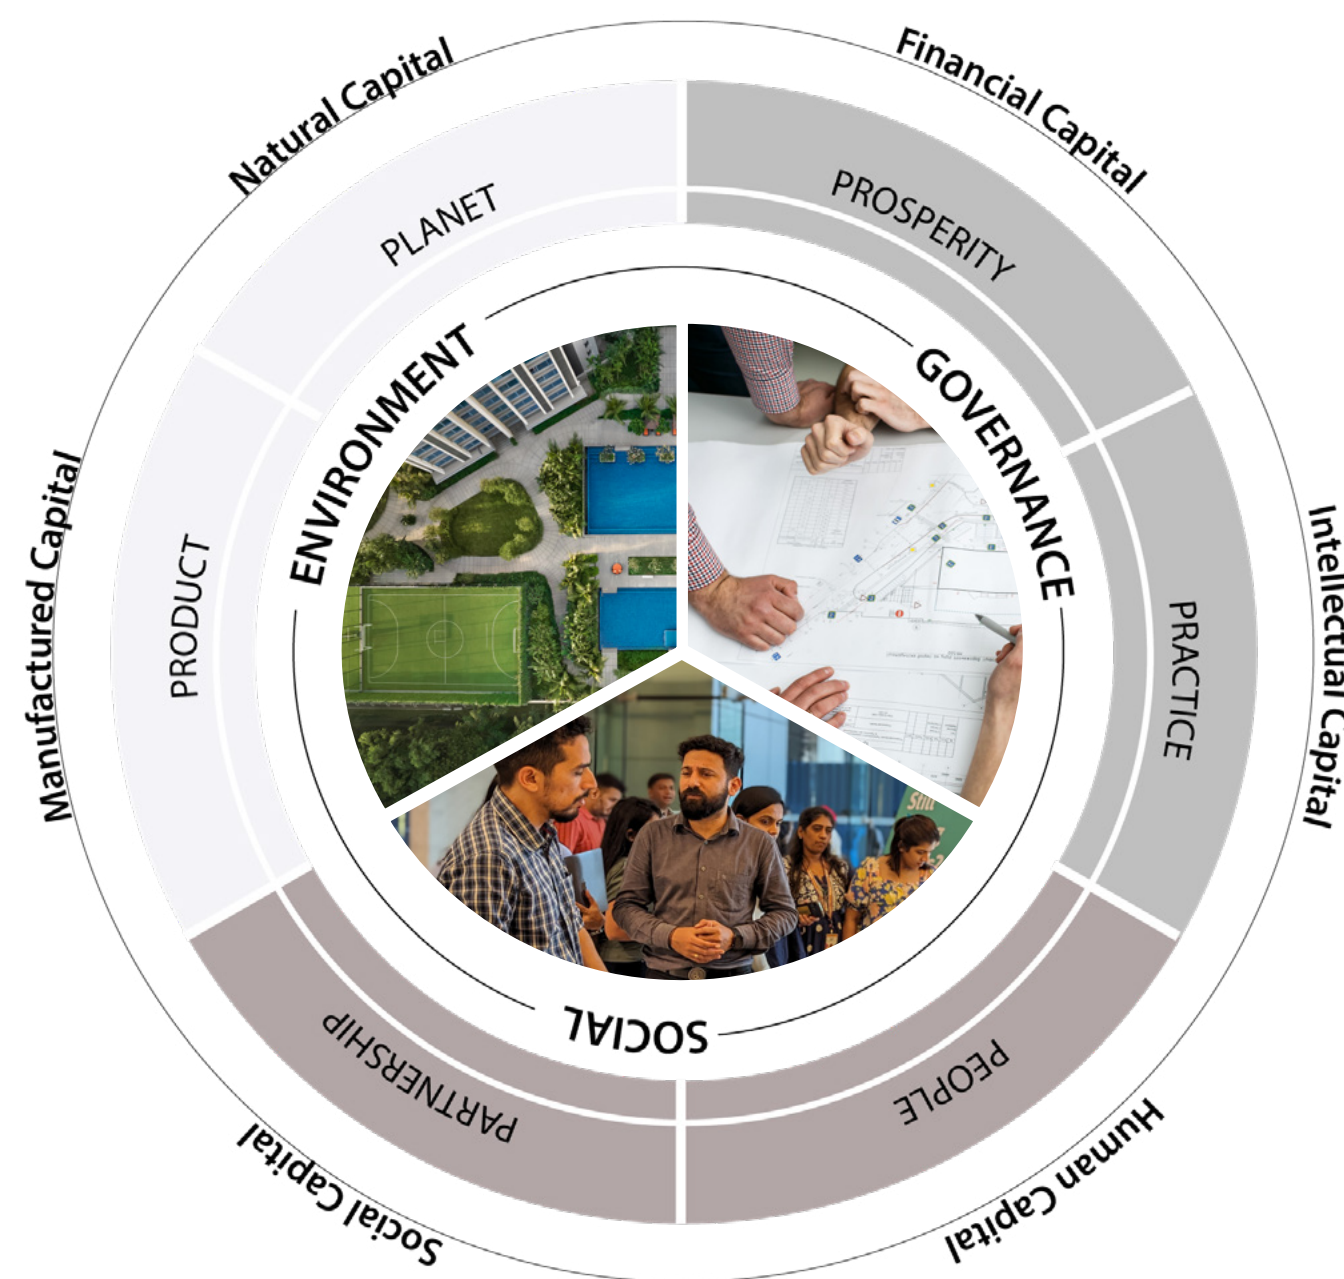 Natural Capital
Financial Capital
PLANET
PROSPERITY
ENVIRONMENT
GOVERNANCE
Manufactured Capital
PRODUCT
PRACTICE
Intellectual Capital
Still
SOCIAL
PARTNERSHIP
PEOPLE
Social Capital
Human Capital